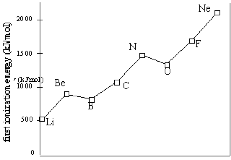 first ionization energy (kJ/mol)
(kJ/mol)
2000
1500
1000
500
0
Li
Be
B
C
N
O
F
Ne